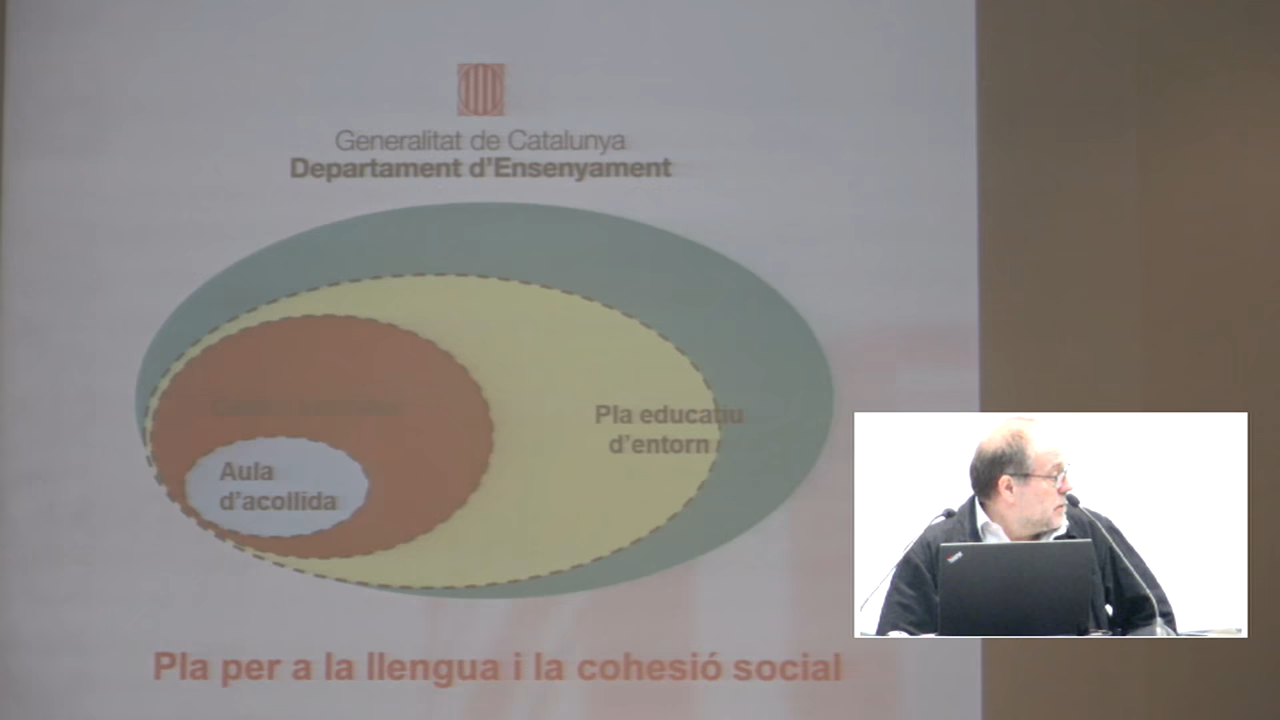 Generalitat de Catalunya
Departament d'Ensenyament
Pla educatiu
d'entorn
Aula
d'acollida
Pla per a la llengua i la cohesió social